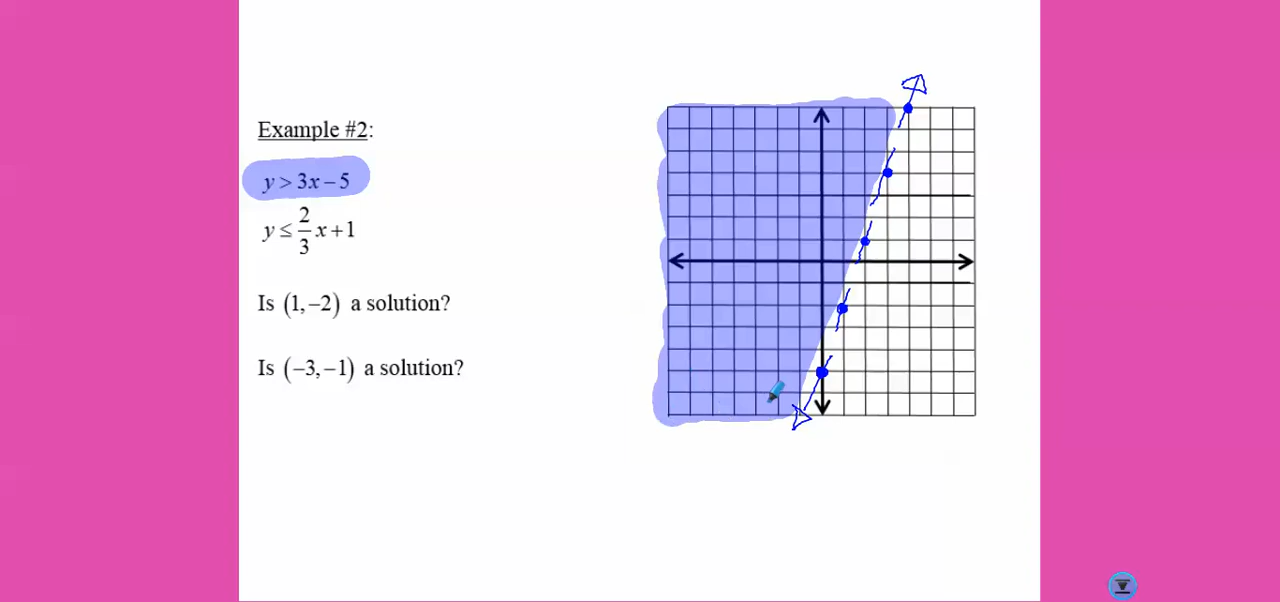 Example #2:
y > 3x − 5
y ≤ 2/3 x + 1
Is (1, −2) a solution?
Is (−3, −1) a solution?